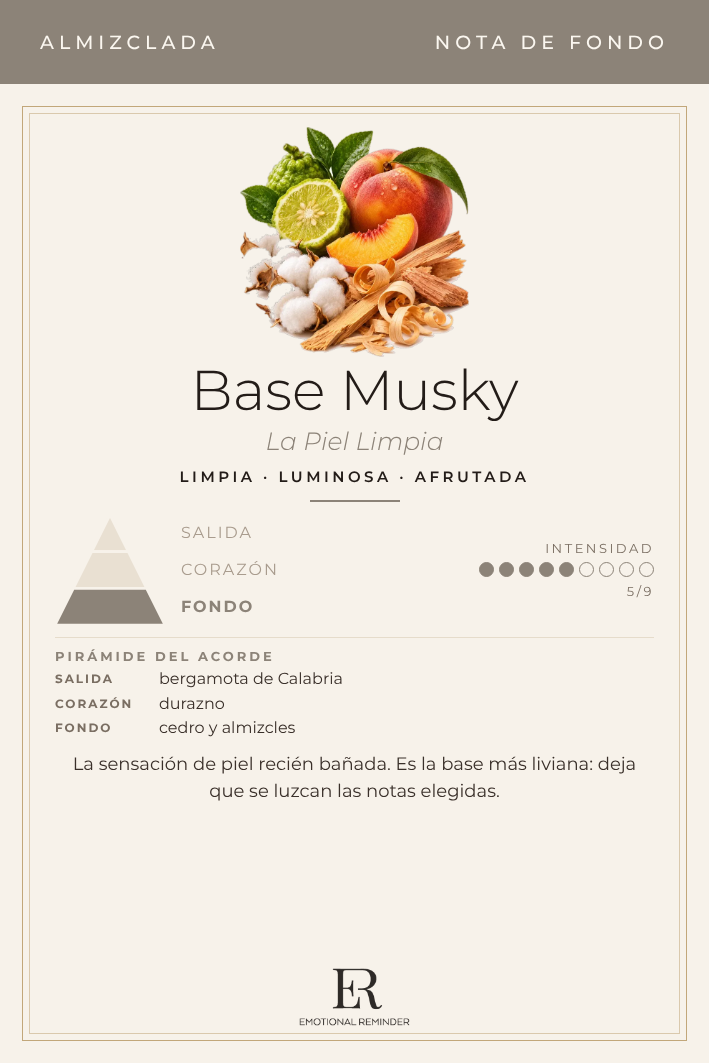 ALMIZCLADA
NOTA DE FONDO
Base Musky
La Piel Limpia
LIMPIA · LUMINOSA · AFRUTADA
SALIDA
CORAZÓN
FONDO
INTENSIDAD
5/9
PIRÁMIDE DEL ACORDE
SALIDA bergamota de Calabria
CORAZÓN durazno
FONDO cedro y almizcles
La sensación de piel recién bañada. Es la base más liviana: deja
que se luzcan las notas elegidas.
ER
EMOTIONAL REMINDER